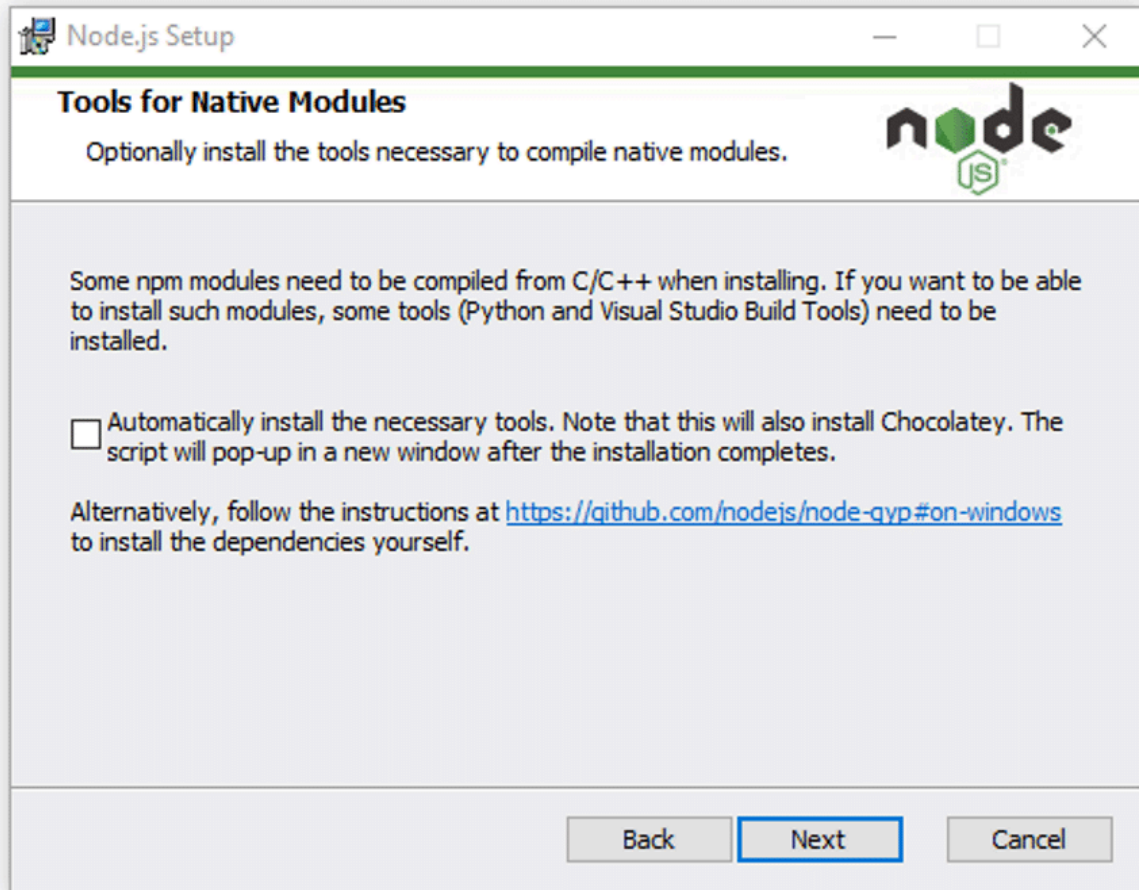 Node.js Setup
Tools for Native Modules
Optionally install the tools necessary to compile native modules.
node
JS
Some npm modules need to be compiled from C/C++ when installing. If you want to be able
to install such modules, some tools (Python and Visual Studio Build Tools) need to be
installed.
Automatically install the necessary tools. Note that this will also install Chocolatey. The
script will pop-up in a new window after the installation completes.
Alternatively, follow the instructions at https://github.com/nodejs/node-gyp#on-windows
to install the dependencies yourself.
Back Next Cancel